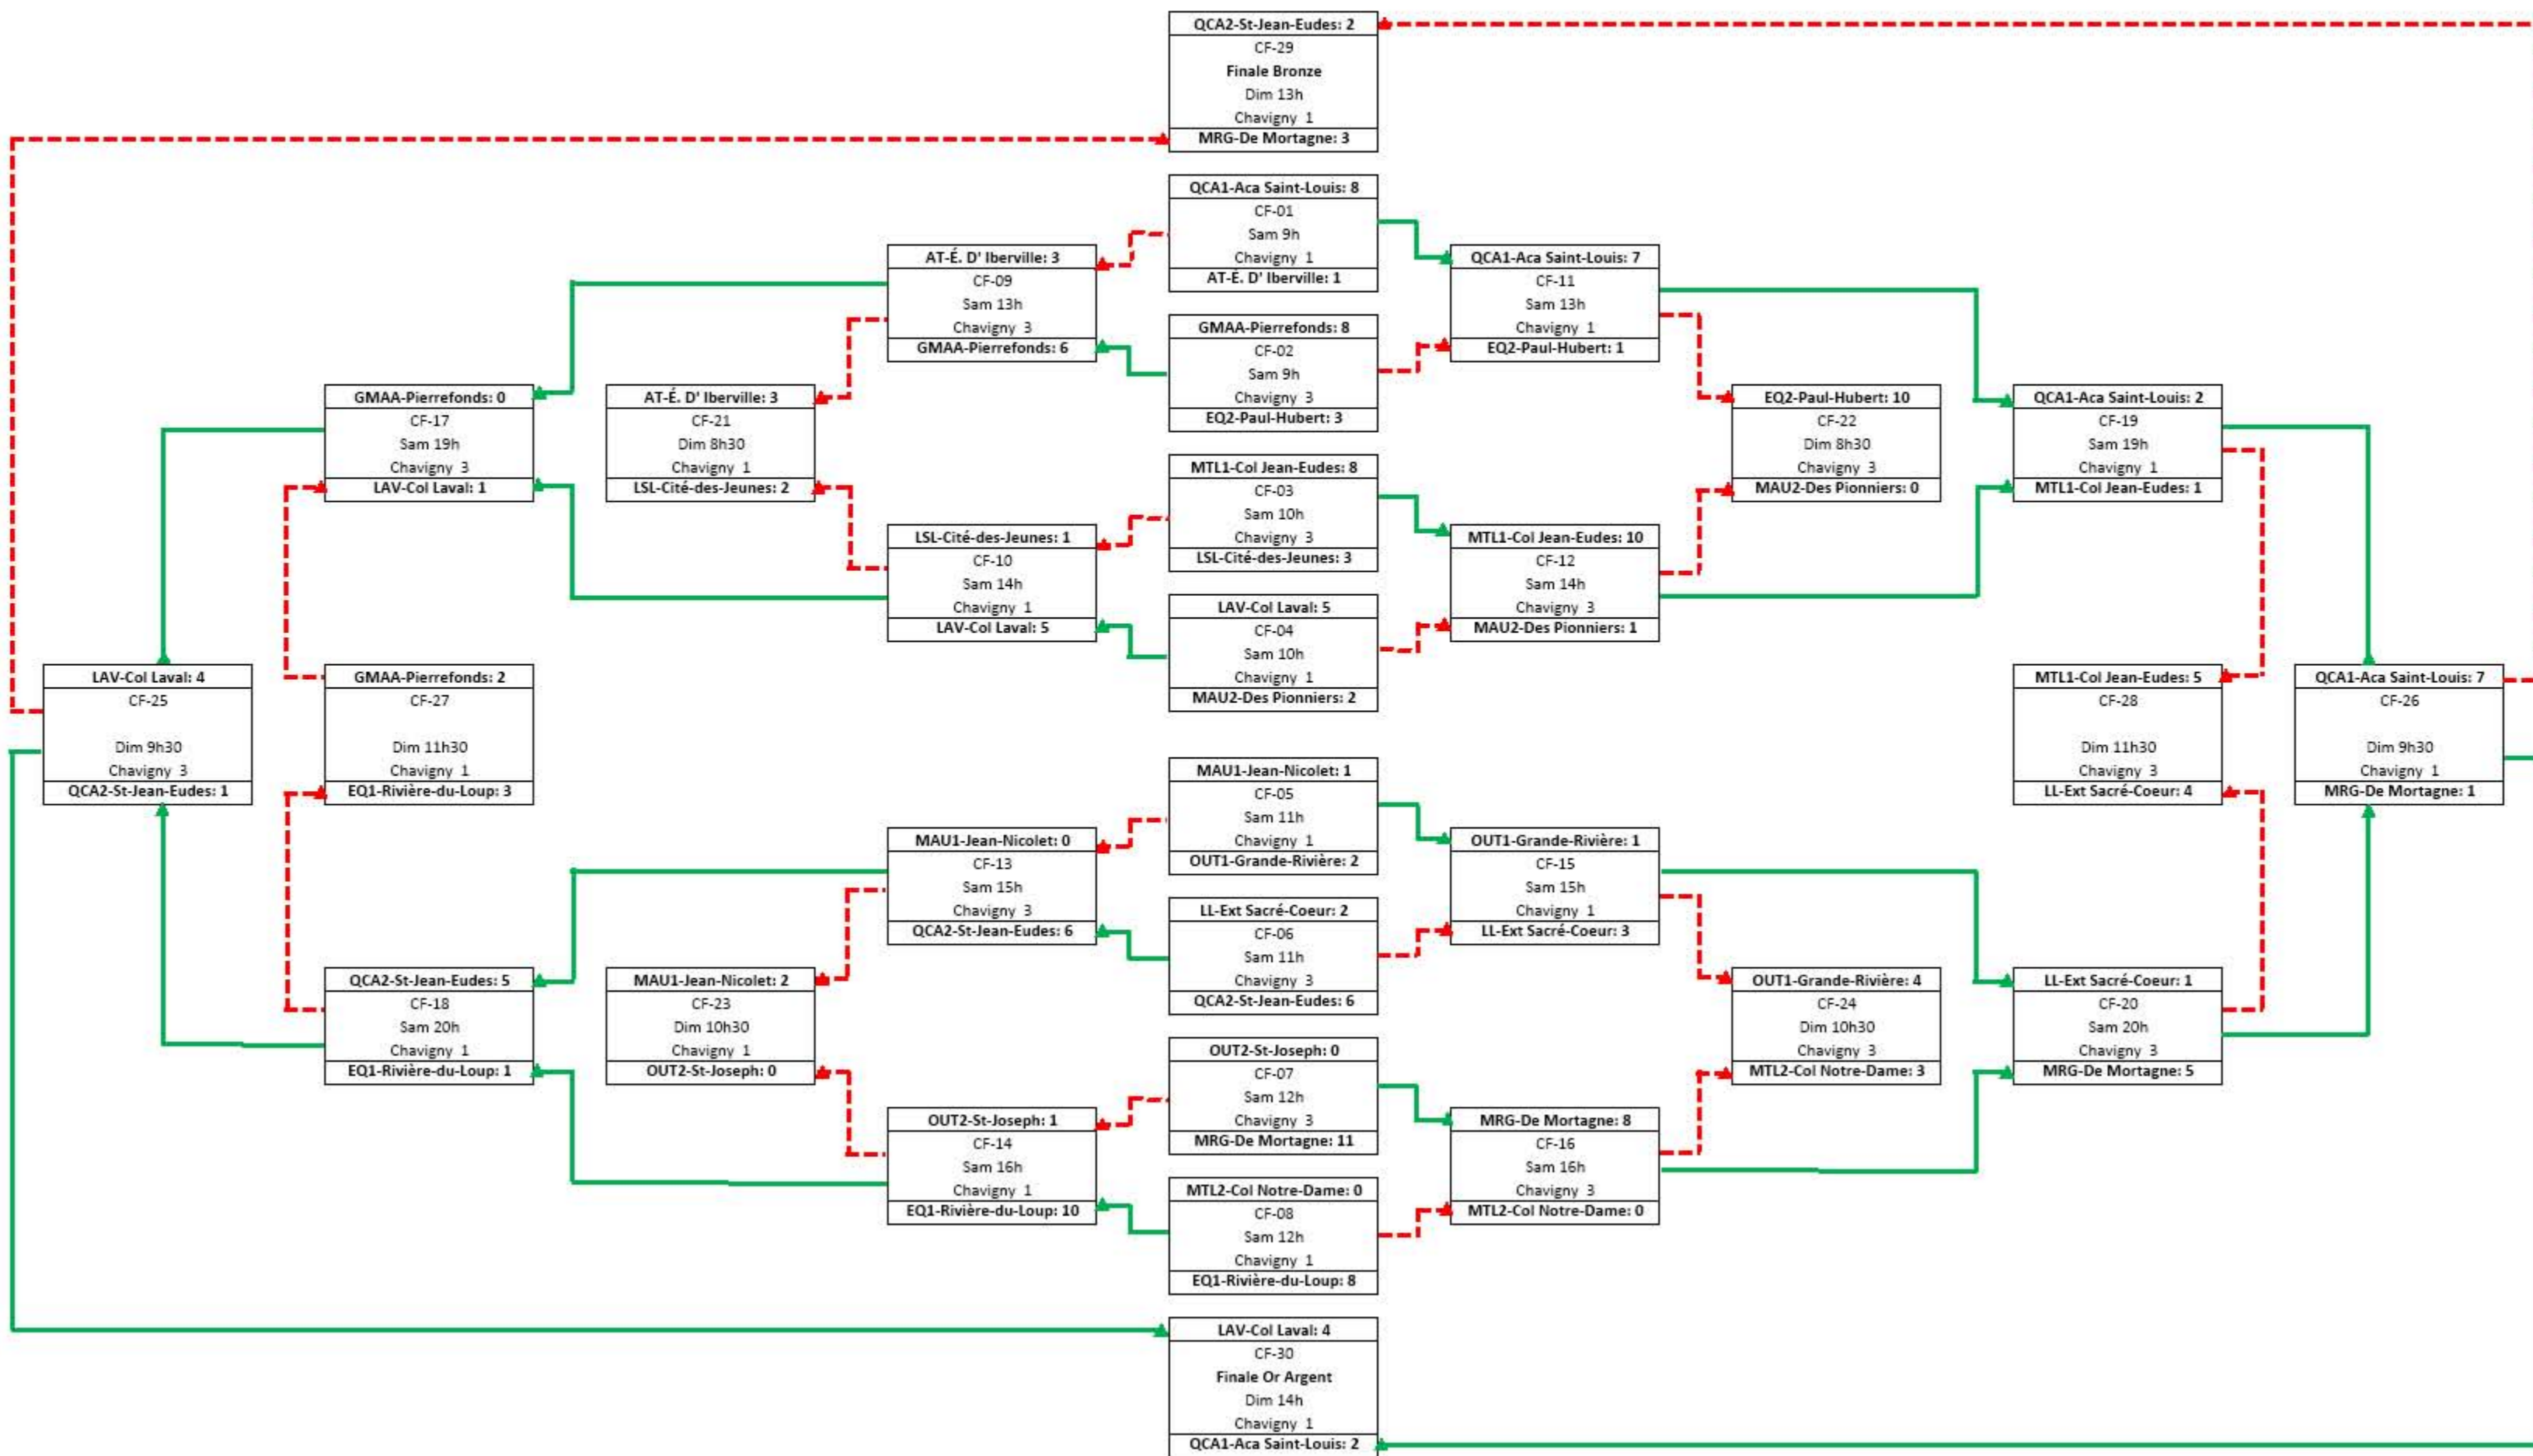 QCA2-St-Jean-Eudes: 2
CF-29
Finale Bronze
Dim 13h
Chavigny 1
MRG-De Mortagne: 3
QCA1-Aca Saint-Louis: 8
CF-01
Sam 9h
Chavigny 1
AT-É. D' Iberville: 1
AT-É. D' Iberville: 3
CF-09
Sam 13h
Chavigny 3
GMAA-Pierrefonds: 6
QCA1-Aca Saint-Louis: 7
CF-11
Sam 13h
Chavigny 1
EQ2-Paul-Hubert: 1
GMAA-Pierrefonds: 8
CF-02
Sam 9h
Chavigny 3
EQ2-Paul-Hubert: 3
GMAA-Pierrefonds: 0
CF-17
Sam 19h
Chavigny 3
LAV-Col Laval: 1
AT-É. D' Iberville: 3
CF-21
Dim 8h30
Chavigny 1
LSL-Cité-des-Jeunes: 2
EQ2-Paul-Hubert: 10
CF-22
Dim 8h30
Chavigny 3
MAU2-Des Pionniers: 0
QCA1-Aca Saint-Louis: 2
CF-19
Sam 19h
Chavigny 1
MTL1-Col Jean-Eudes: 1
MTL1-Col Jean-Eudes: 8
CF-03
Sam 10h
Chavigny 3
LSL-Cité-des-Jeunes: 3
LSL-Cité-des-Jeunes: 1
CF-10
Sam 14h
Chavigny 1
LAV-Col Laval: 5
MTL1-Col Jean-Eudes: 10
CF-12
Sam 14h
Chavigny 3
MAU2-Des Pionniers: 1
LAV-Col Laval: 5
CF-04
Sam 10h
Chavigny 1
MAU2-Des Pionniers: 2
LAV-Col Laval: 4
CF-25
Dim 9h30
Chavigny 3
QCA2-St-Jean-Eudes: 1
GMAA-Pierrefonds: 2
CF-27
Dim 11h30
Chavigny 1
EQ1-Rivière-du-Loup: 3
MTL1-Col Jean-Eudes: 5
CF-28
Dim 11h30
Chavigny 3
LL-Ext Sacré-Coeur: 4
QCA1-Aca Saint-Louis: 7
CF-26
Dim 9h30
Chavigny 1
MRG-De Mortagne: 1
MAU1-Jean-Nicolet: 1
CF-05
Sam 11h
Chavigny 1
OUT1-Grande-Rivière: 2
MAU1-Jean-Nicolet: 0
CF-13
Sam 15h
Chavigny 3
QCA2-St-Jean-Eudes: 6
OUT1-Grande-Rivière: 1
CF-15
Sam 15h
Chavigny 1
LL-Ext Sacré-Coeur: 3
LL-Ext Sacré-Coeur: 2
CF-06
Sam 11h
Chavigny 3
QCA2-St-Jean-Eudes: 6
QCA2-St-Jean-Eudes: 5
CF-18
Sam 20h
Chavigny 1
EQ1-Rivière-du-Loup: 1
MAU1-Jean-Nicolet: 2
CF-23
Dim 10h30
Chavigny 1
OUT2-St-Joseph: 0
OUT1-Grande-Rivière: 4
CF-24
Dim 10h30
Chavigny 3
MTL2-Col Notre-Dame: 3
LL-Ext Sacré-Coeur: 1
CF-20
Sam 20h
Chavigny 3
MRG-De Mortagne: 5
OUT2-St-Joseph: 0
CF-07
Sam 12h
Chavigny 3
MRG-De Mortagne: 11
OUT2-St-Joseph: 1
CF-14
Sam 16h
Chavigny 1
EQ1-Rivière-du-Loup: 10
MRG-De Mortagne: 8
CF-16
Sam 16h
Chavigny 3
MTL2-Col Notre-Dame: 0
MTL2-Col Notre-Dame: 0
CF-08
Sam 12h
Chavigny 1
EQ1-Rivière-du-Loup: 8
LAV-Col Laval: 4
CF-30
Finale Or Argent
Dim 14h
Chavigny 1
QCA1-Aca Saint-Louis: 2